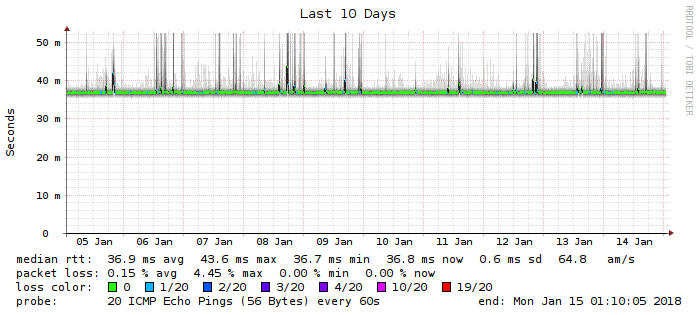 Last 10 Days
RRDTOOL / TOBI OETIKER
Seconds
50 m
40 m
30 m
20 m
10 m
0
05 Jan 06 Jan 07 Jan 08 Jan 09 Jan 10 Jan 11 Jan 12 Jan 13 Jan 14 Jan
median rtt: 36.9 ms avg 43.6 ms max 36.7 ms min 36.8 ms now 0.6 ms sd 64.8 am/s
packet loss: 0.15 % avg 4.45 % max 0.00 % min 0.00 % now
loss color: 0 1/20 2/20 3/20 4/20 10/20 19/20
probe: 20 ICMP Echo Pings (56 Bytes) every 60s end: Mon Jan 15 01:10:05 2018